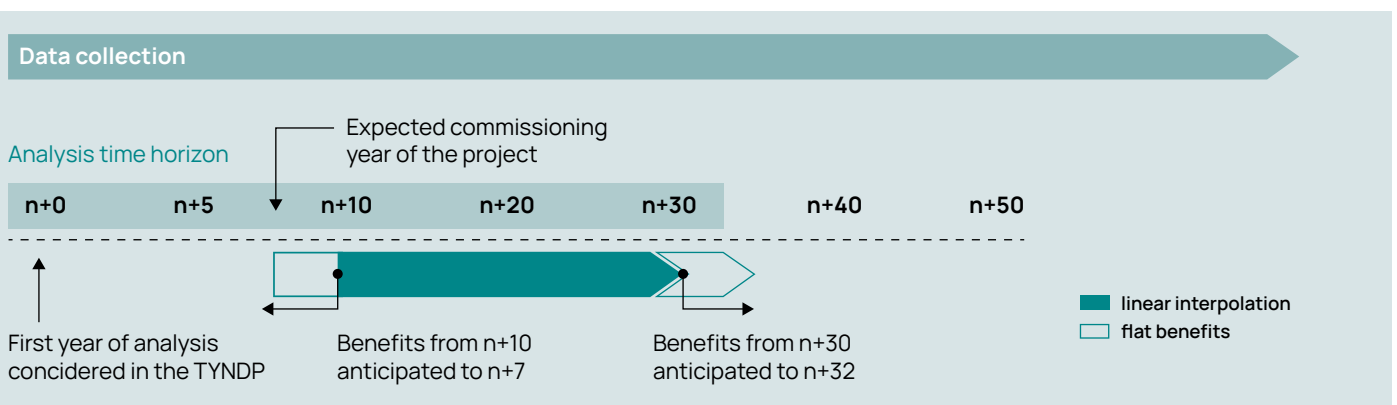 Data collection
Expected commissioning
year of the project
Analysis time horizon
n+0 n+5 n+10 n+20 n+30 n+40 n+50
First year of analysis
concidered in the TYNDP
Benefits from n+10
anticipated to n+7
Benefits from n+30
anticipated to n+32
linear interpolation
flat benefits